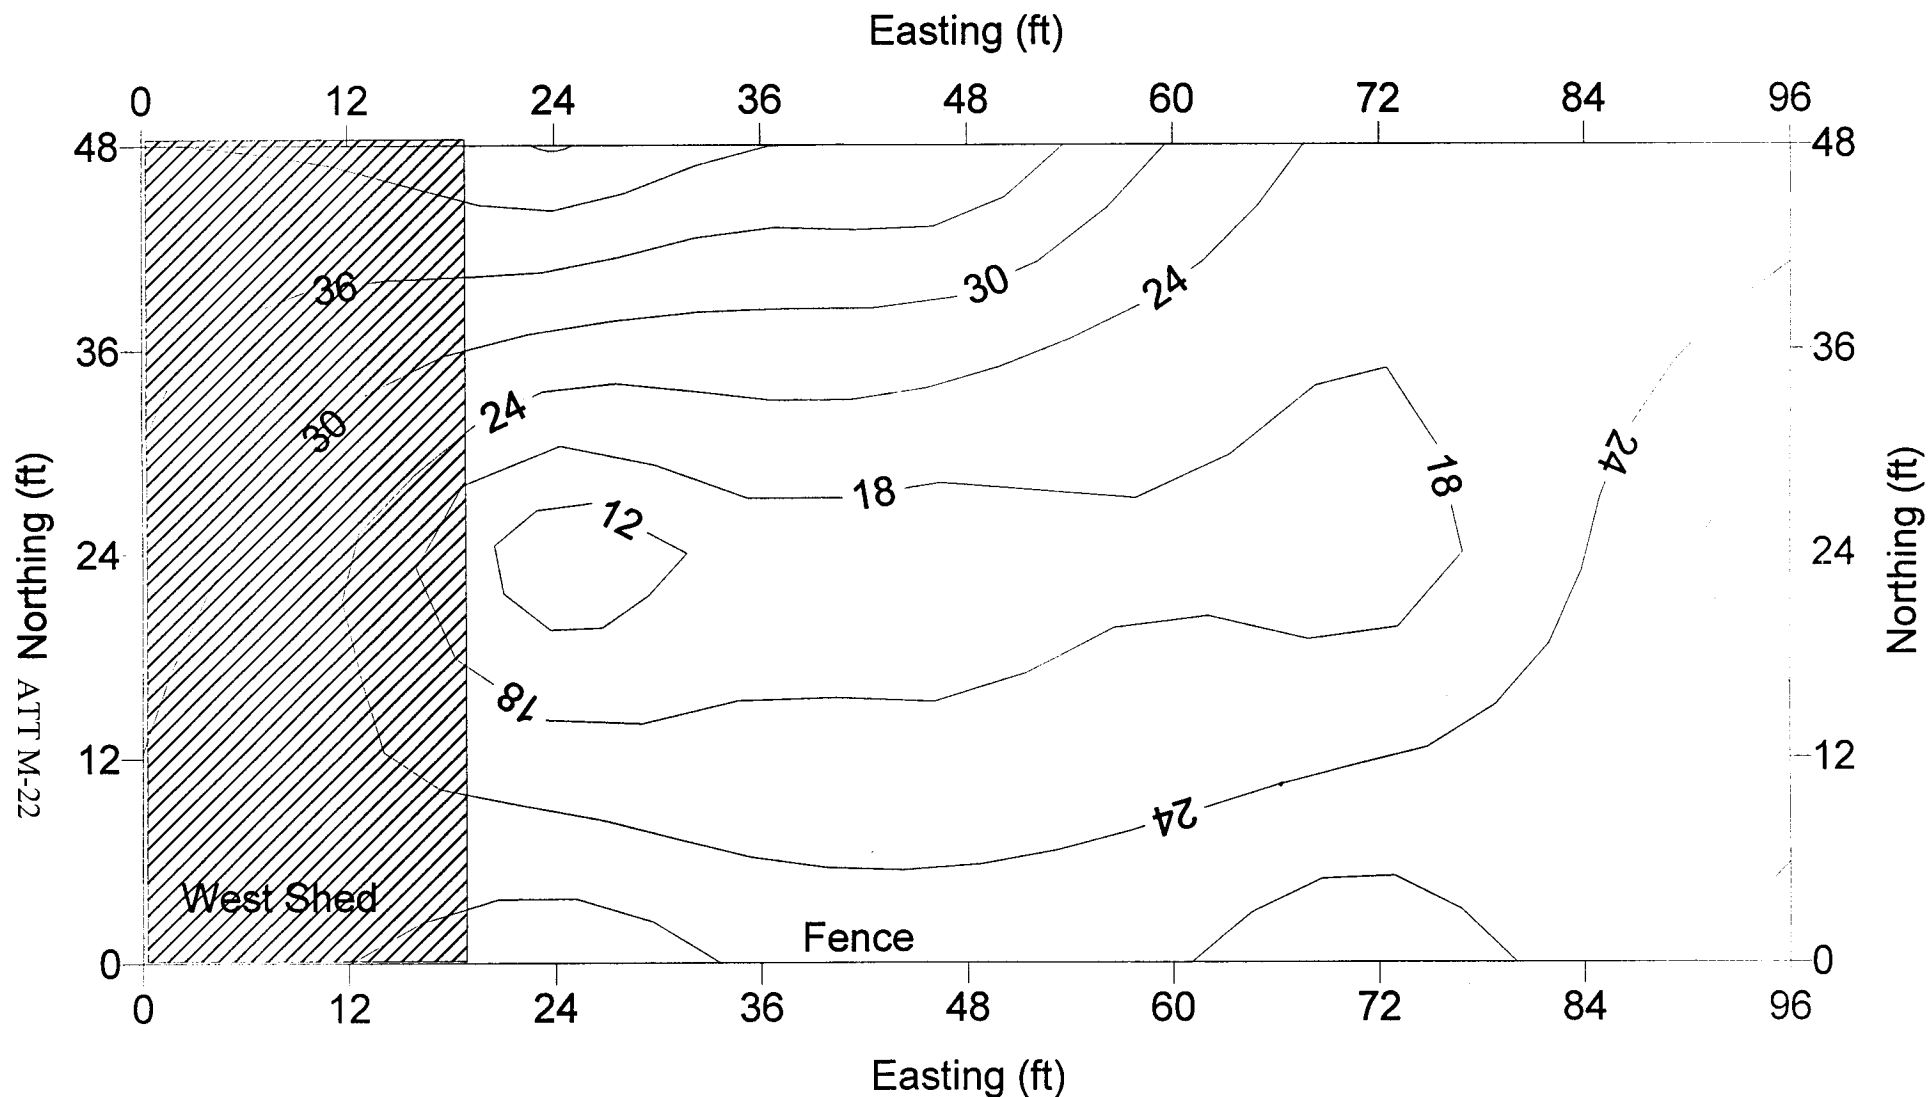 Easting (ft)
0 12 24 36 48 60 72 84 96
48 48
36 30 24
36 36
24
30
24
18
18
12
24 24
Northing (ft)
Northing (ft)
ATT M-22
18
12 12
24
West Shed
Fence
0 0
0 12 24 36 48 60 72 84 96
Easting (ft)